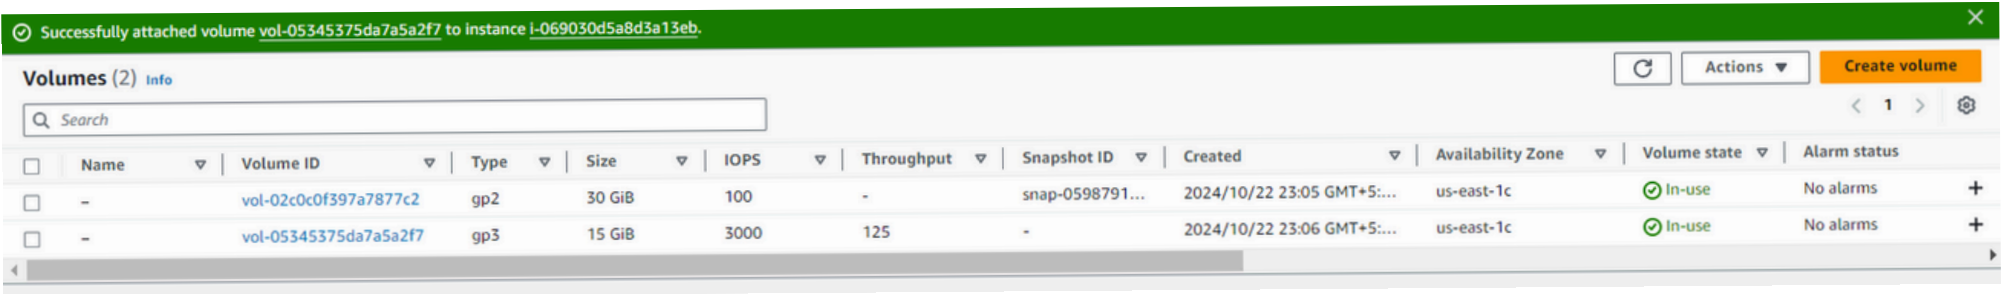 Successfully attached volume vol-05345375da7a5a2f7 to instance i-069030d5a8d3a13eb.
Volumes (2) Info
Actions
Create volume
Search
1
Name Volume ID Type Size IOPS Throughput Snapshot ID Created Availability Zone Volume state Alarm status
– vol-02c0c0f397a7877c2 gp2 30 GiB 100 - snap-0598791... 2024/10/22 23:05 GMT+5:... us-east-1c In-use No alarms +
– vol-05345375da7a5a2f7 gp3 15 GiB 3000 125 - 2024/10/22 23:06 GMT+5:... us-east-1c In-use No alarms +